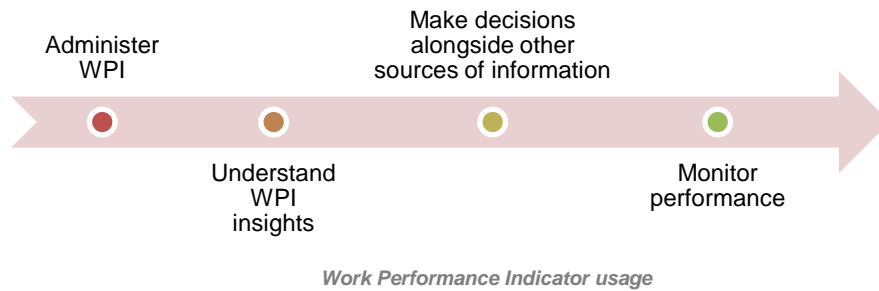 Administer
WPI
Understand
WPI
insights
Make decisions
alongside other
sources of information
Monitor
performance
Work Performance Indicator usage